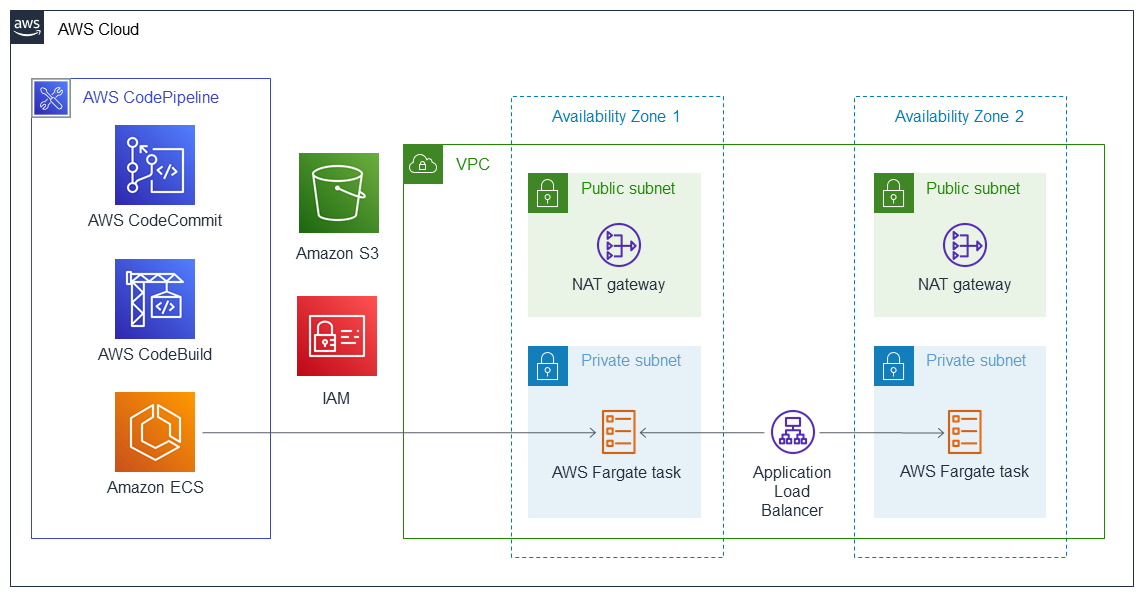 aws
AWS Cloud
AWS CodePipeline
AWS CodeCommit
AWS CodeBuild
Amazon ECS
Amazon S3
IAM
VPC
Availability Zone 1
Public subnet
NAT gateway
Private subnet
AWS Fargate task
Application
Load
Balancer
Availability Zone 2
Public subnet
NAT gateway
Private subnet
AWS Fargate task